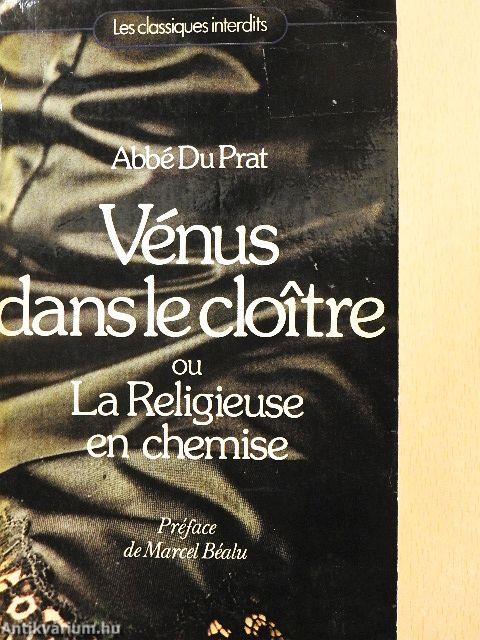 Les classiques interdits
Abbé Du Prat
Vénus
dans le cloître
ou
La Religieuse
en chemise
Préface
de Marcel Béalu
Antikvarium.hu